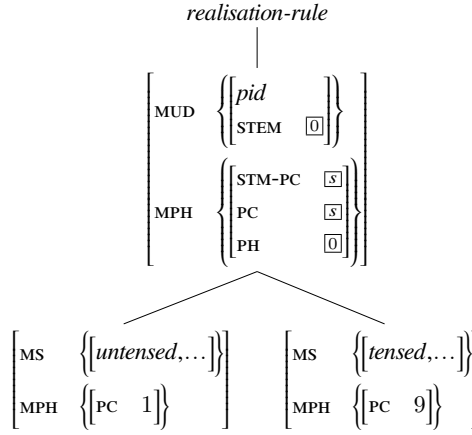 realisation-rule
MUD {[pid
STEM 0]}
MPH {[STM-PC s
PC s
PH 0]}
MS {[untensed,…]} MS {[tensed,…]}
MPH {[PC 1]} MPH {[PC 9]} .